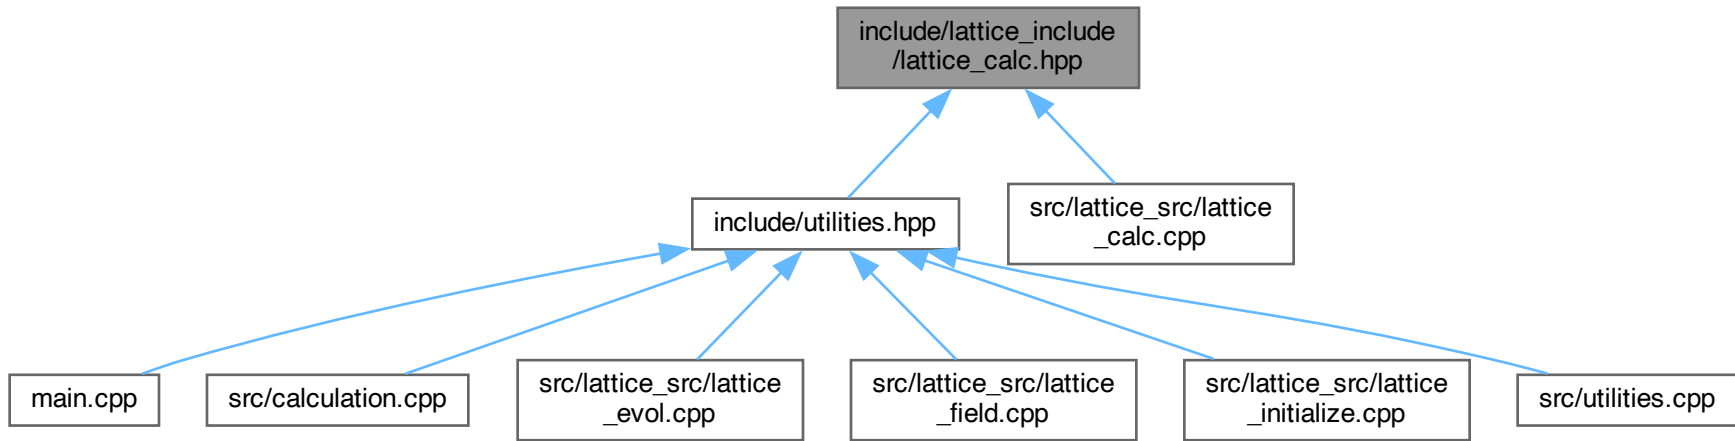 include/lattice_include
/lattice_calc.hpp
include/utilities.hpp
src/lattice_src/lattice
_calc.cpp
main.cpp
src/calculation.cpp
src/lattice_src/lattice
_evol.cpp
src/lattice_src/lattice
_field.cpp
src/lattice_src/lattice
_initialize.cpp
src/utilities.cpp